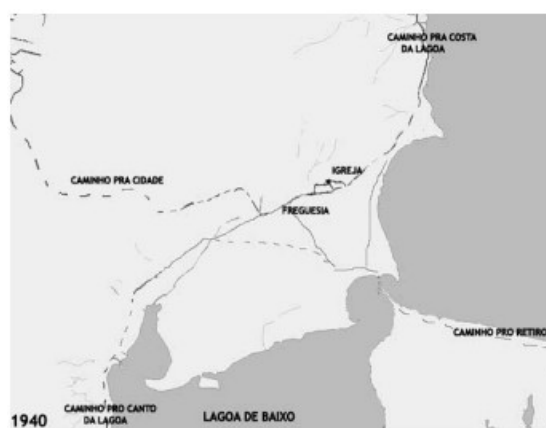 CAMINHO PRA COSTA
DA LAGOA
IGREJA
CAMINHO PRA CIDADE
FREGUESIA
CAMINHO PRO RETIRO
CAMINHO PRO CANTO
DA LAGOA
LAGOA DE BAIXO
1940